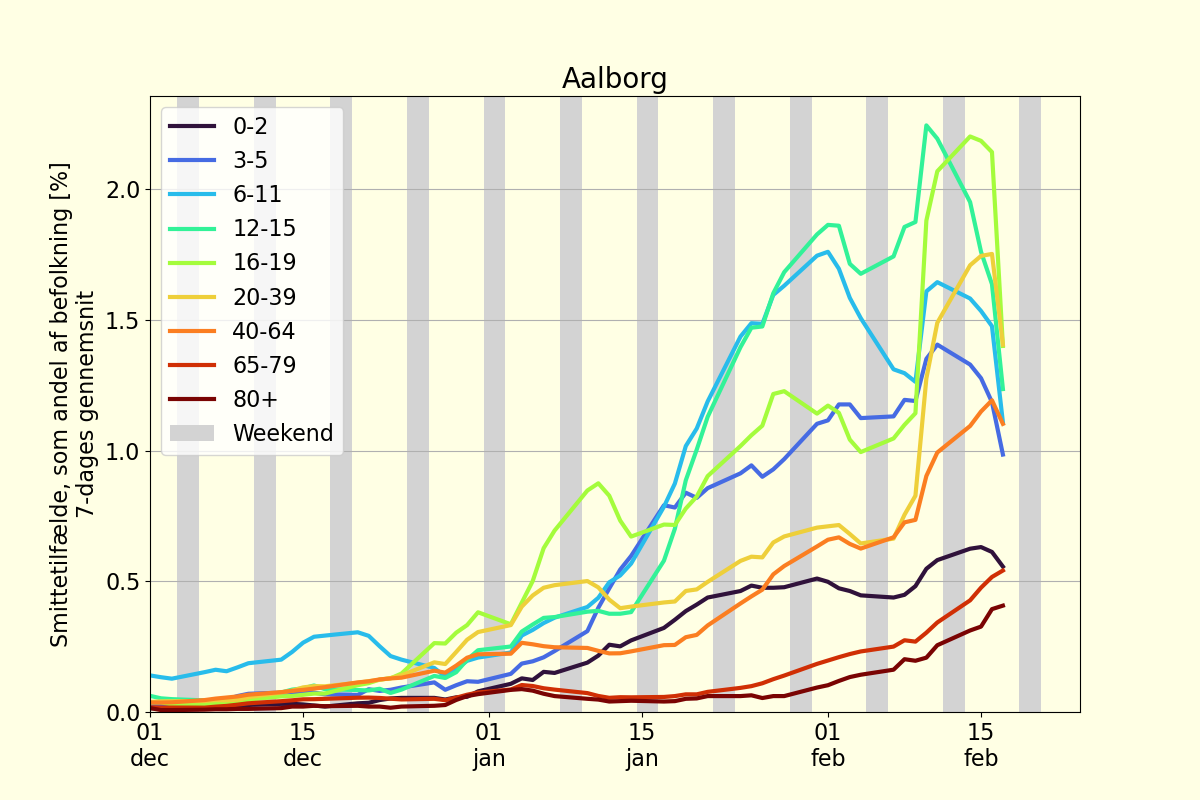 Aalborg
Smittetilfælde, som andel af befolkning [%]
7-dages gennemsnit
2.0
1.5
1.0
0.5
0.0
0-2
3-5
6-11
12-15
16-19
20-39
40-64
65-79
80+
Weekend
01
dec
15
dec
01
jan
15
jan
01
feb
15
feb